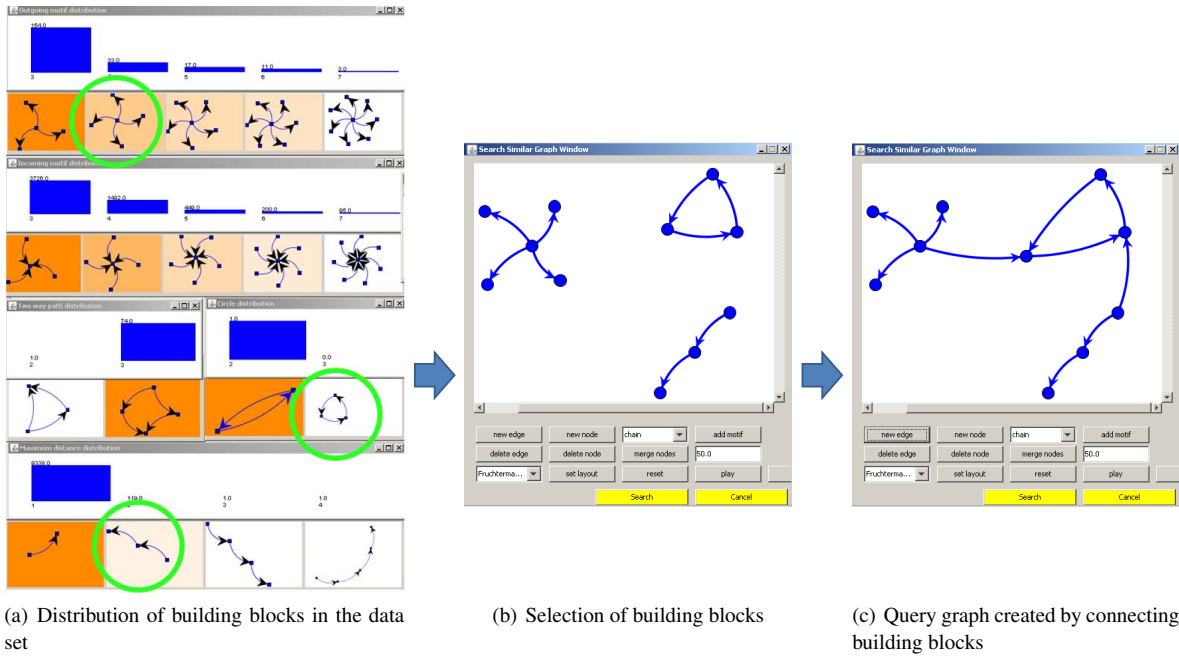 Outgoing motif distribution
154.0
33.0
17.0
11.0
3.0
3
5
6
7
Incoming motif distribution
3726.0
1492.0
449.0
200.0
95.0
3
4
5
6
7
Two way path distribution
74.0
1.0
2
3
Circle distribution
1.0
0.0
2
3
Maximum distance distribution
9339.0
119.0
1.0
1.0
1
3
4
(a) Distribution of building blocks in the data
set
Search Similar Graph Window
new edge new node chain add motif
delete edge delete node merge nodes 50.0
Fruchterma... set layout reset play
Search Cancel
(b) Selection of building blocks
Search Similar Graph Window
new edge new node chain add motif
delete edge delete node merge nodes 50.0
Fruchterma... set layout reset play
Search Cancel
(c) Query graph created by connecting
building blocks